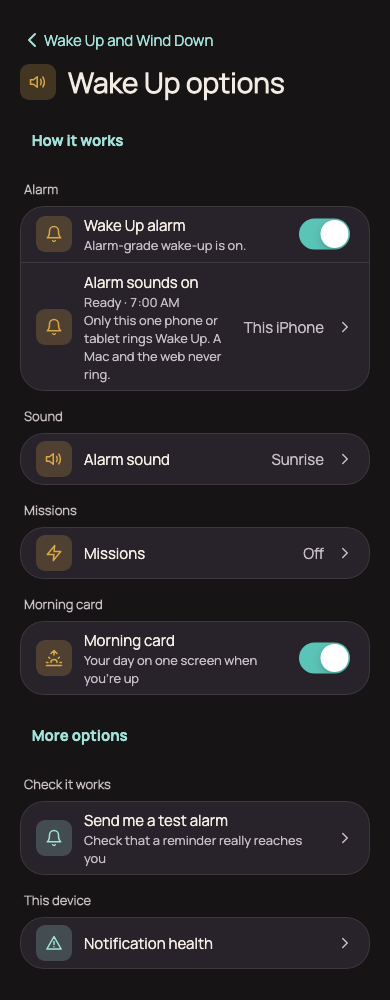 Wake Up and Wind Down
Wake Up options
How it works
Alarm
Wake Up alarm
Alarm-grade wake-up is on.
Alarm sounds on
Ready · 7:00 AM
Only this one phone or
tablet rings Wake Up. A
Mac and the web never
ring.
This iPhone
Sound
Alarm sound
Sunrise
Missions
Missions
Off
Morning card
Morning card
Your day on one screen when
you're up
More options
Check it works
Send me a test alarm
Check that a reminder really reaches
you
This device
Notification health